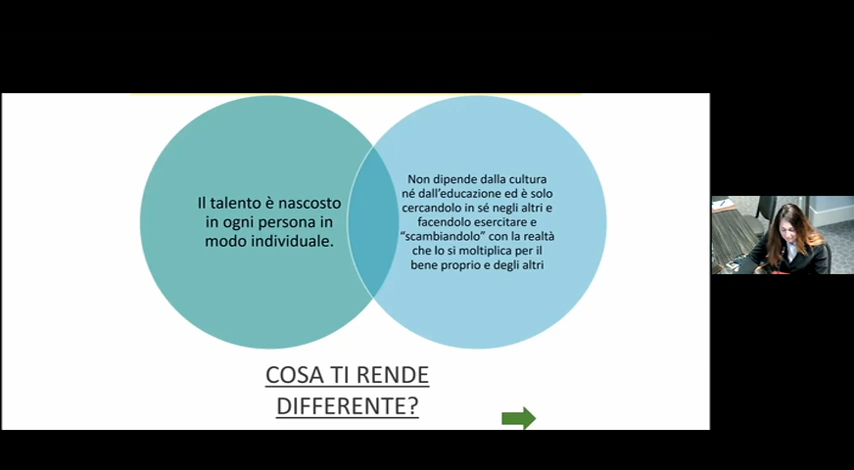 Il talento è nascosto
in ogni persona in
modo individuale.
Non dipende dalla cultura
né dall'educazione ed è solo
cercandolo in sé negli altri e
facendolo esercitare e
"scambiandolo" con la realtà
che lo si moltiplica per il
bene proprio e degli altri
COSA TI RENDE
DIFFERENTE?